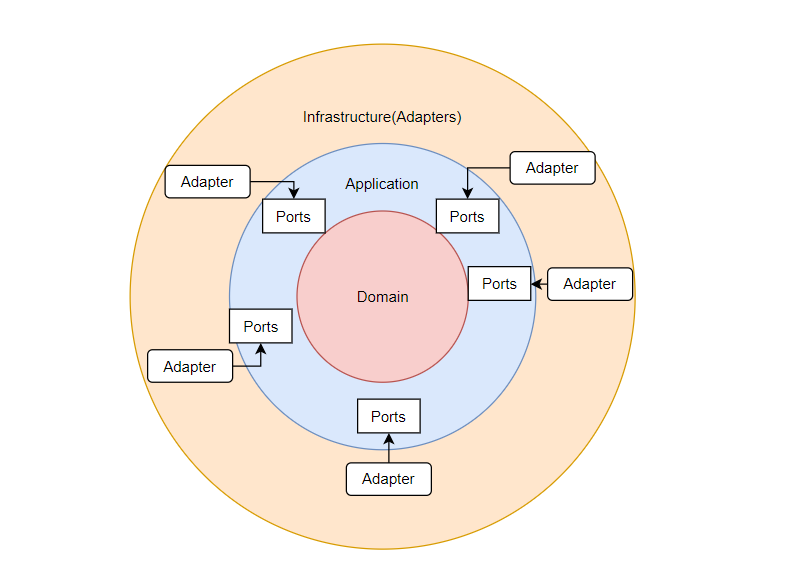 Infrastructure(Adapters)
Adapter
Adapter
Application
Ports
Ports
Ports
Adapter
Domain
Ports
Adapter
Ports
Adapter